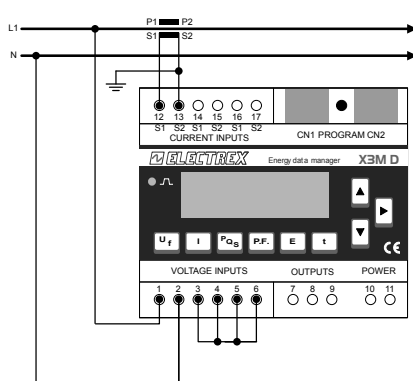 P1 P2
L1
S1 S2
N
12 13 14 15 16 17
S1 S2 S1 S2 S1 S2
CURRENT INPUTS
CN1 PROGRAM CN2
ELECTREX
Energy data manager
X3M D
Uf I PQS P.F. E t
CE
VOLTAGE INPUTS OUTPUTS POWER
1 2 3 4 5 6 7 8 9 10 11